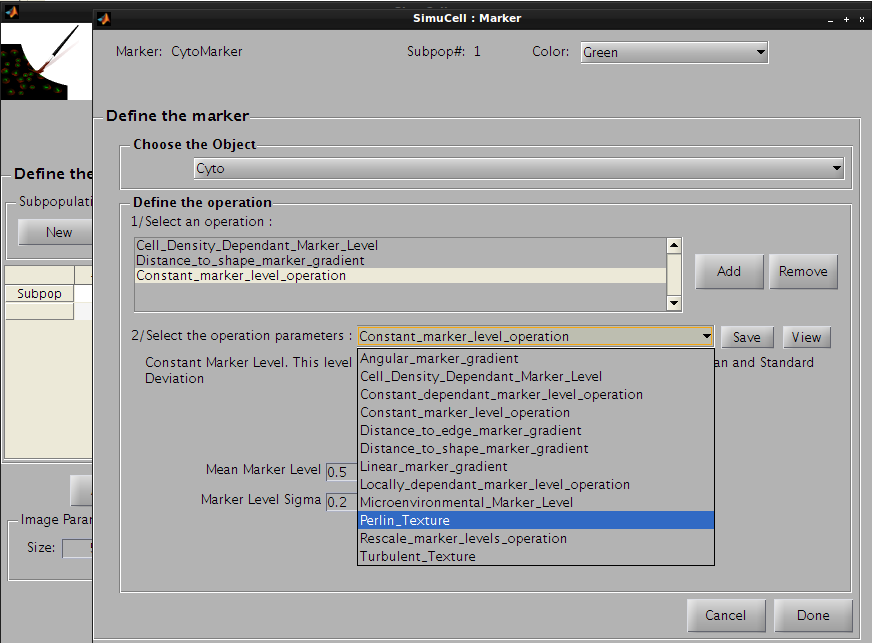 SimuCell : Marker
Marker: CytoMarker
Subpop#: 1
Color: Green
Define the marker
Choose the Object
Cyto
Define the
Define the operation
Subpopulati
1/Select an operation :
New
Cell_Density_Dependant_Marker_Level
Distance_to_shape_marker_gradient
Constant_marker_level_operation
Add
Remove
Subpop
2/Select the operation parameters :
Constant_marker_level_operation
Save
View
Constant Marker Level. This level
an and Standard
Deviation
Angular_marker_gradient
Cell_Density_Dependant_Marker_Level
Constant_dependant_marker_level_operation
Constant_marker_level_operation
Distance_to_edge_marker_gradient
Distance_to_shape_marker_gradient
Linear_marker_gradient
Locally_dependant_marker_level_operation
Microenvironmental_Marker_Level
Perlin_Texture
Rescale_marker_levels_operation
Turbulent_Texture
Mean Marker Level 0.5
Marker Level Sigma 0.2
Image Paran
Size:
Cancel
Done